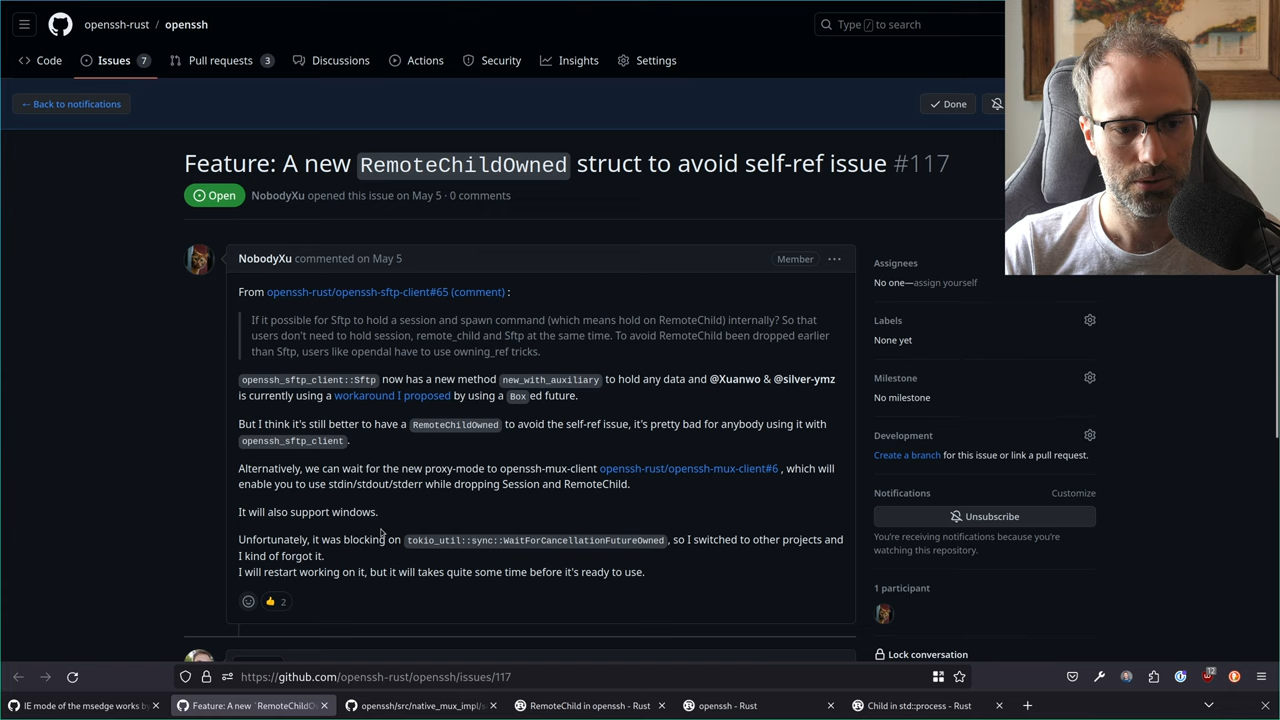 openssh-rust / openssh
Type / to search
Code
Issues 7
Pull requests 3
Discussions
Actions
Security
Insights
Settings
← Back to notifications
Done
Feature: A new RemoteChildOwned struct to avoid self-ref issue #117
Open NobodyXu opened this issue on May 5 · 0 comments
NobodyXu commented on May 5
Member
From openssh-rust/openssh-sftp-client#65 (comment) :
If it possible for Sftp to hold a session and spawn command (which means hold on RemoteChild) internally? So that
users don't need to hold session, remote_child and Sftp at the same time. To avoid RemoteChild been dropped earlier
than Sftp, users like opendal have to use owning_ref tricks.
openssh_sftp_client::Sftp now has a new method new_with_auxiliary to hold any data and @Xuanwo & @silver-ymz
is currently using a workaround I proposed by using a Boxed future.
But I think it's still better to have a RemoteChildOwned to avoid the self-ref issue, it's pretty bad for anybody using it with
openssh_sftp_client.
Alternatively, we can wait for the new proxy-mode to openssh-mux-client openssh-rust/openssh-mux-client#6 , which will
enable you to use stdin/stdout/stderr while dropping Session and RemoteChild.
It will also support windows.
Unfortunately, it was blocking on tokio_util::sync::WaitForCancellationFutureOwned, so I switched to other projects and
I kind of forgot it.
I will restart working on it, but it will takes quite some time before it's ready to use.
👍 2
Assignees
No one—assign yourself
Labels
None yet
Milestone
No milestone
Development
Create a branch for this issue or link a pull request.
Notifications
Customize
Unsubscribe
You're receiving notifications because you're
watching this repository.
1 participant
Lock conversation
https://github.com/openssh-rust/openssh/issues/117
12
IE mode of the msedge works by
Feature: A new `RemoteChildO
openssh/src/native_mux_impl/s
RemoteChild in openssh - Rust
openssh - Rust
Child in std::process - Rust